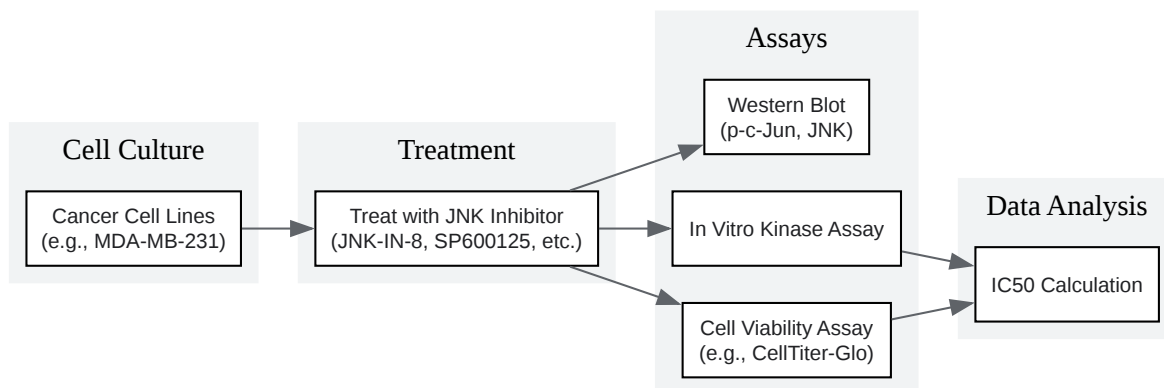 Cell Culture
Cancer Cell Lines
(e.g., MDA-MB-231)
Treatment
Treat with JNK Inhibitor
(JNK-IN-8, SP600125, etc.)
Assays
Western Blot
(p-c-Jun, JNK)
In Vitro Kinase Assay
Cell Viability Assay
(e.g., CellTiter-Glo)
Data Analysis
IC50 Calculation